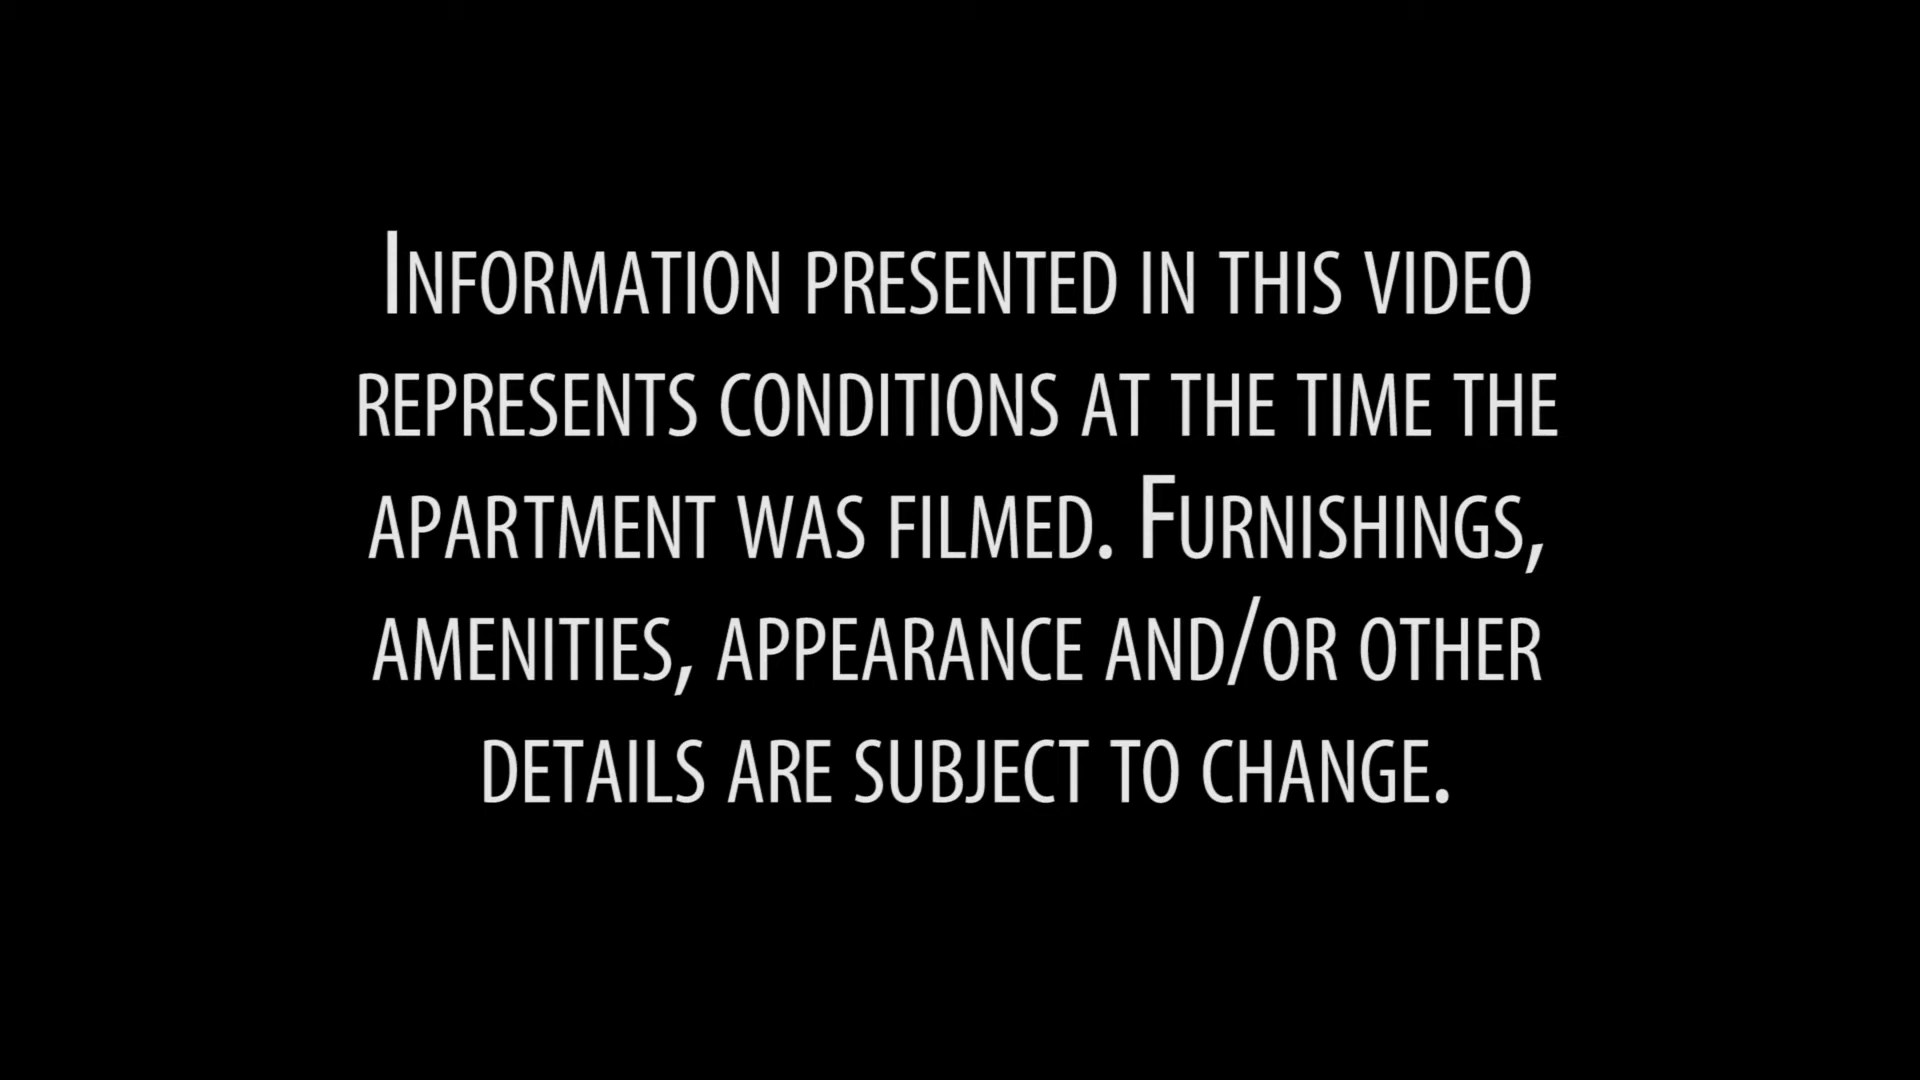 Information presented in this video
represents conditions at the time the
apartment was filmed. Furnishings,
amenities, appearance and/or other
details are subject to change.